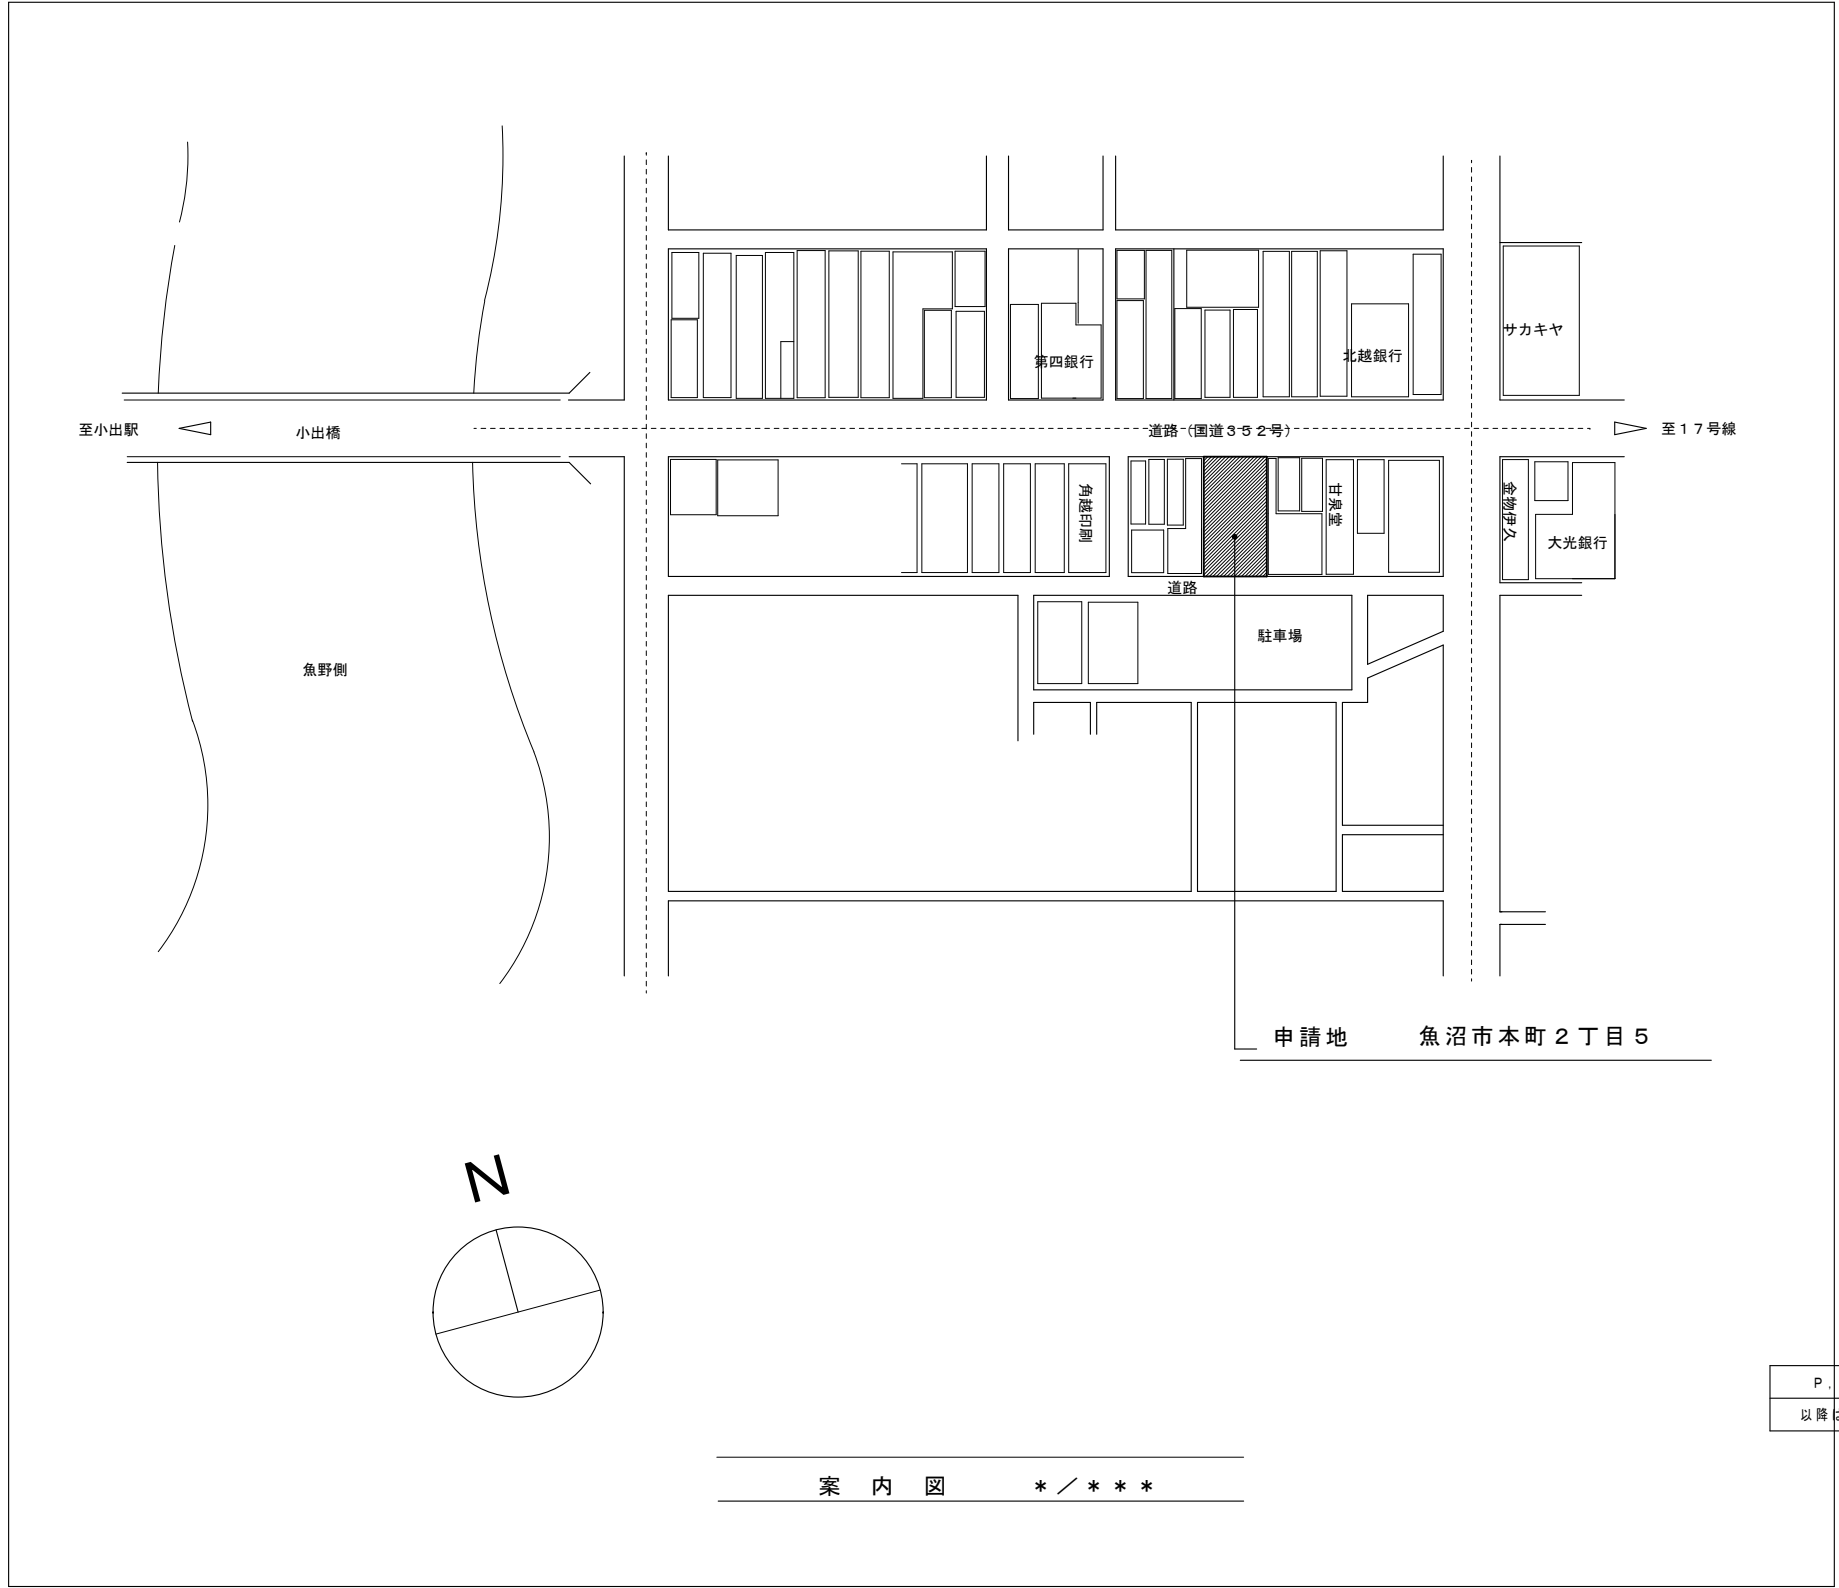 サカキヤ
北越銀行
第四銀行
至小出駅
小出橋
道路（国道３５２号）
至１７号線
角越印刷
甘泉堂
金物伊久
大光銀行
道路
駐車場
魚野側
申請地　魚沼市本町２丁目５
N
Ｐ．
以降は
案内図　＊／＊＊＊